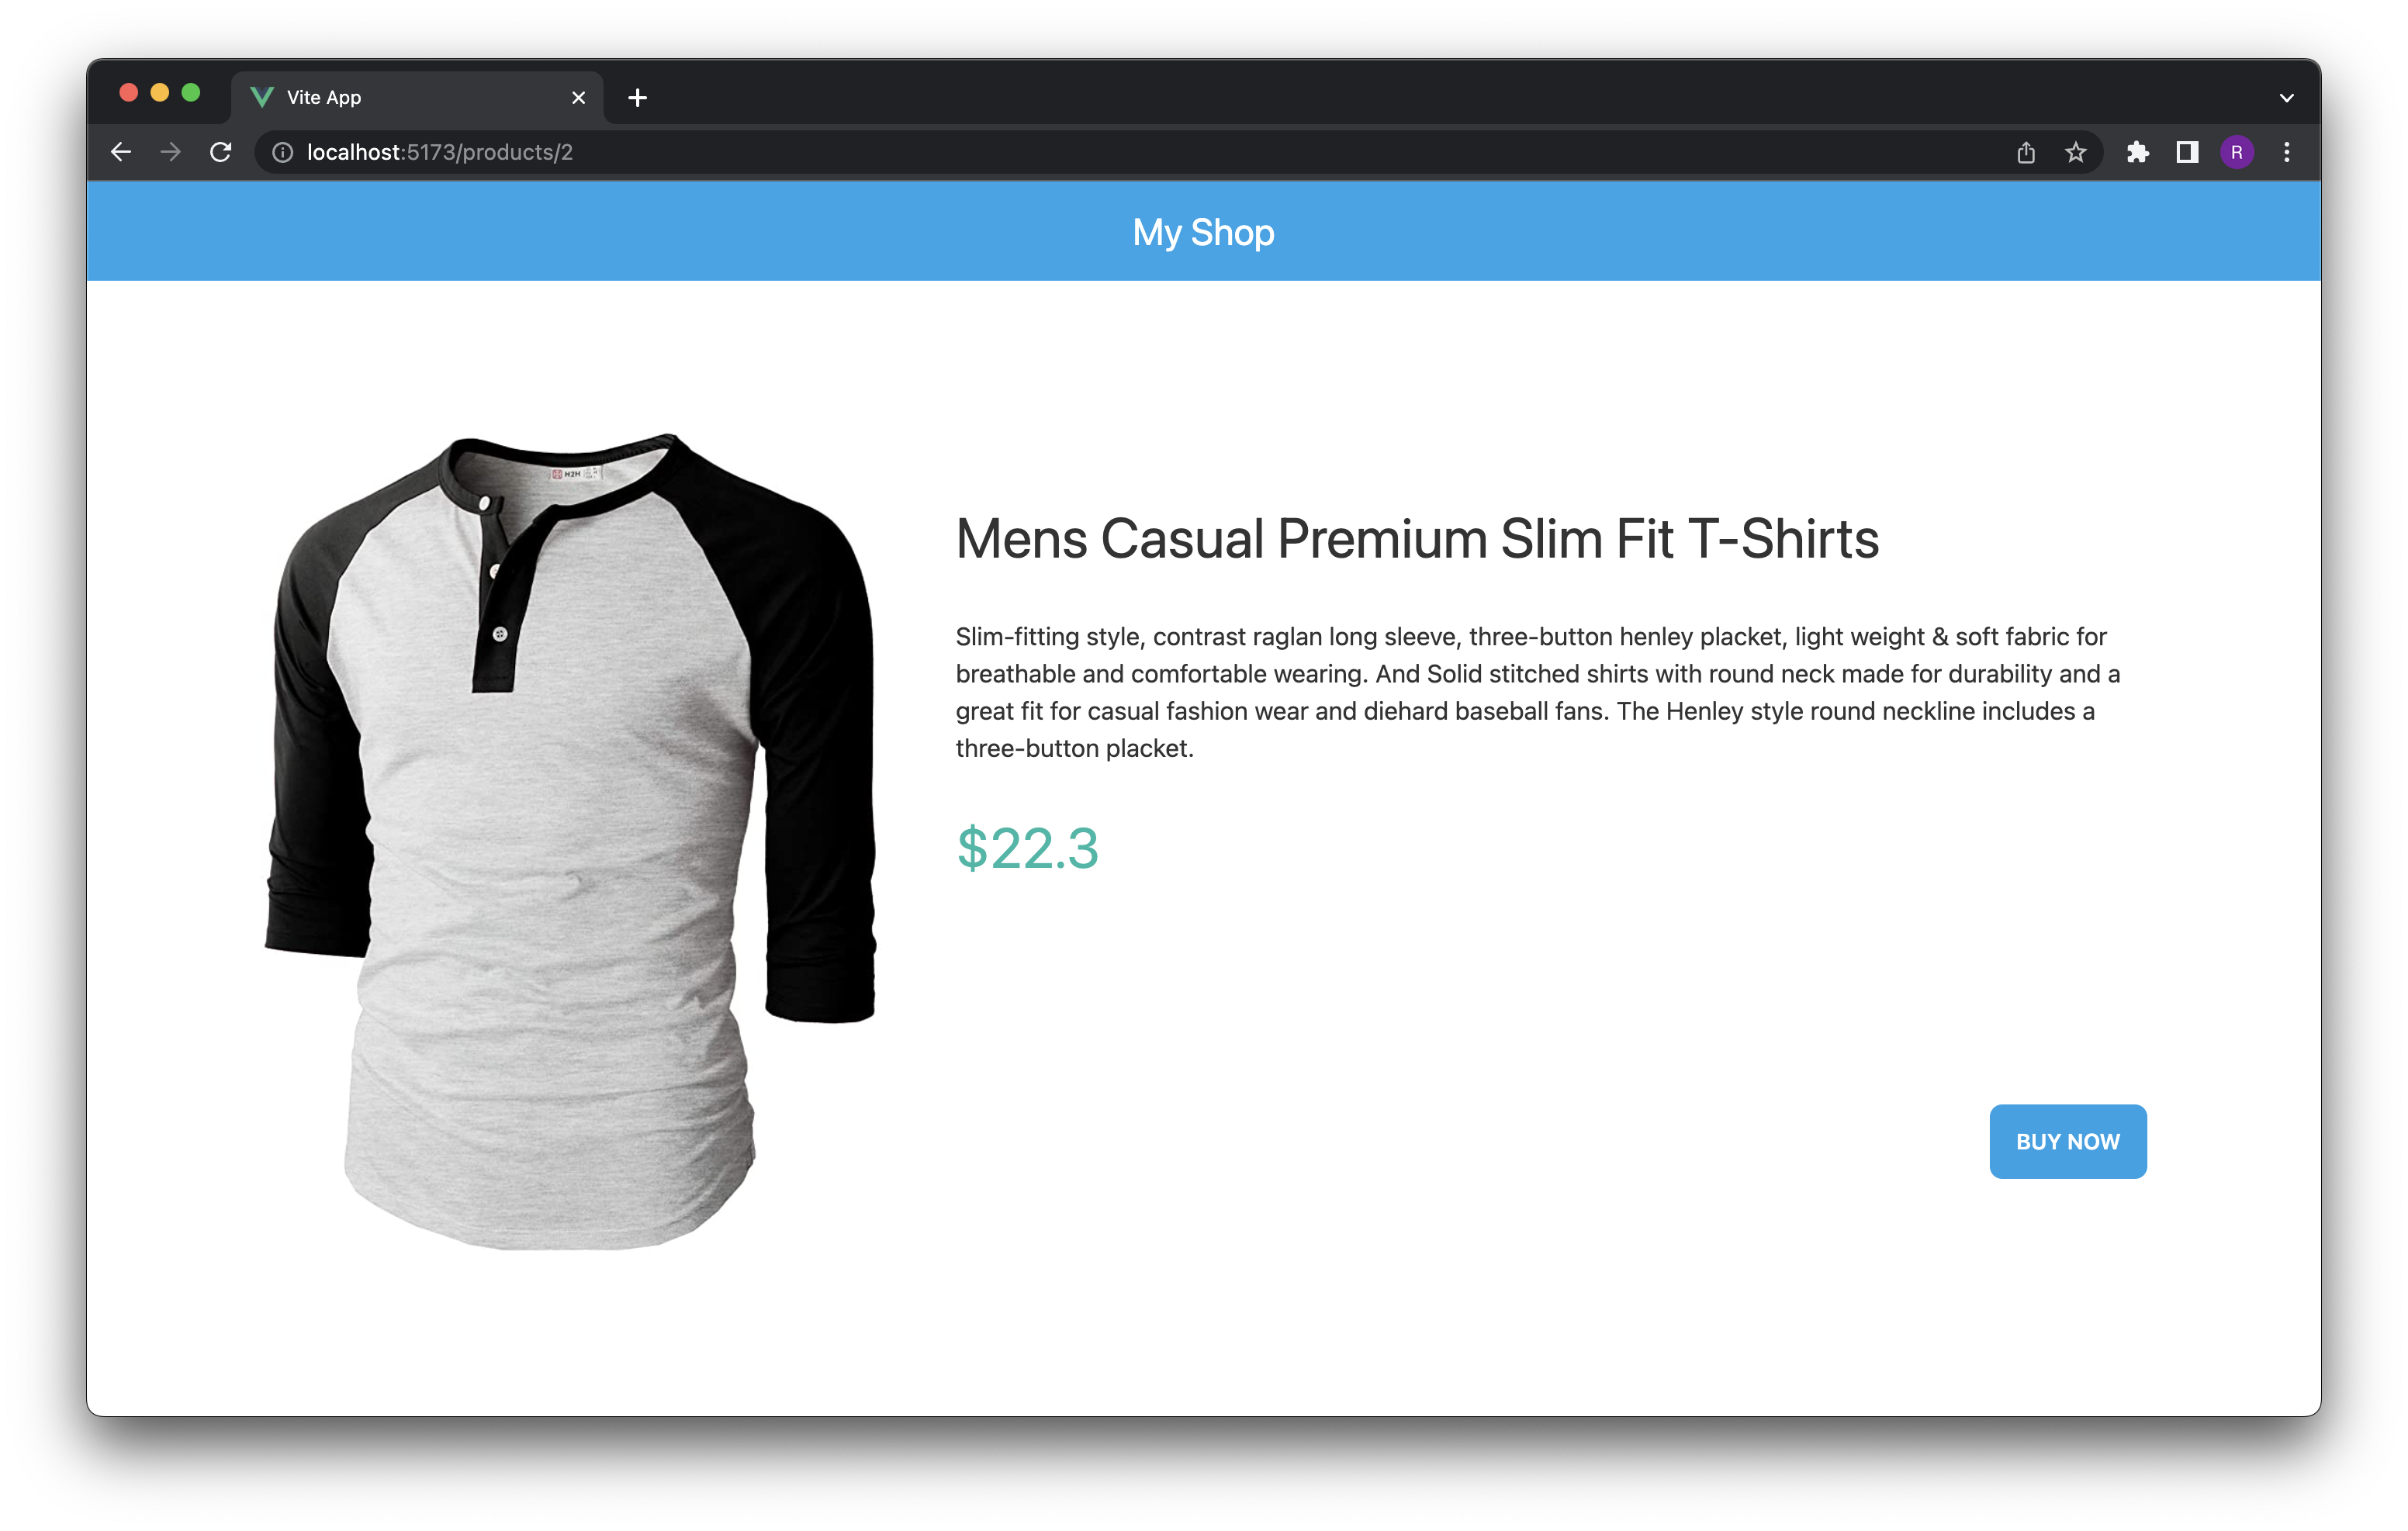 Vite App
localhost:5173/products/2
R
My Shop
H2H
Mens Casual Premium Slim Fit T-Shirts
Slim-fitting style, contrast raglan long sleeve, three-button henley placket, light weight & soft fabric for
breathable and comfortable wearing. And Solid stitched shirts with round neck made for durability and a
great fit for casual fashion wear and diehard baseball fans. The Henley style round neckline includes a
three-button placket.
$22.3
BUY NOW